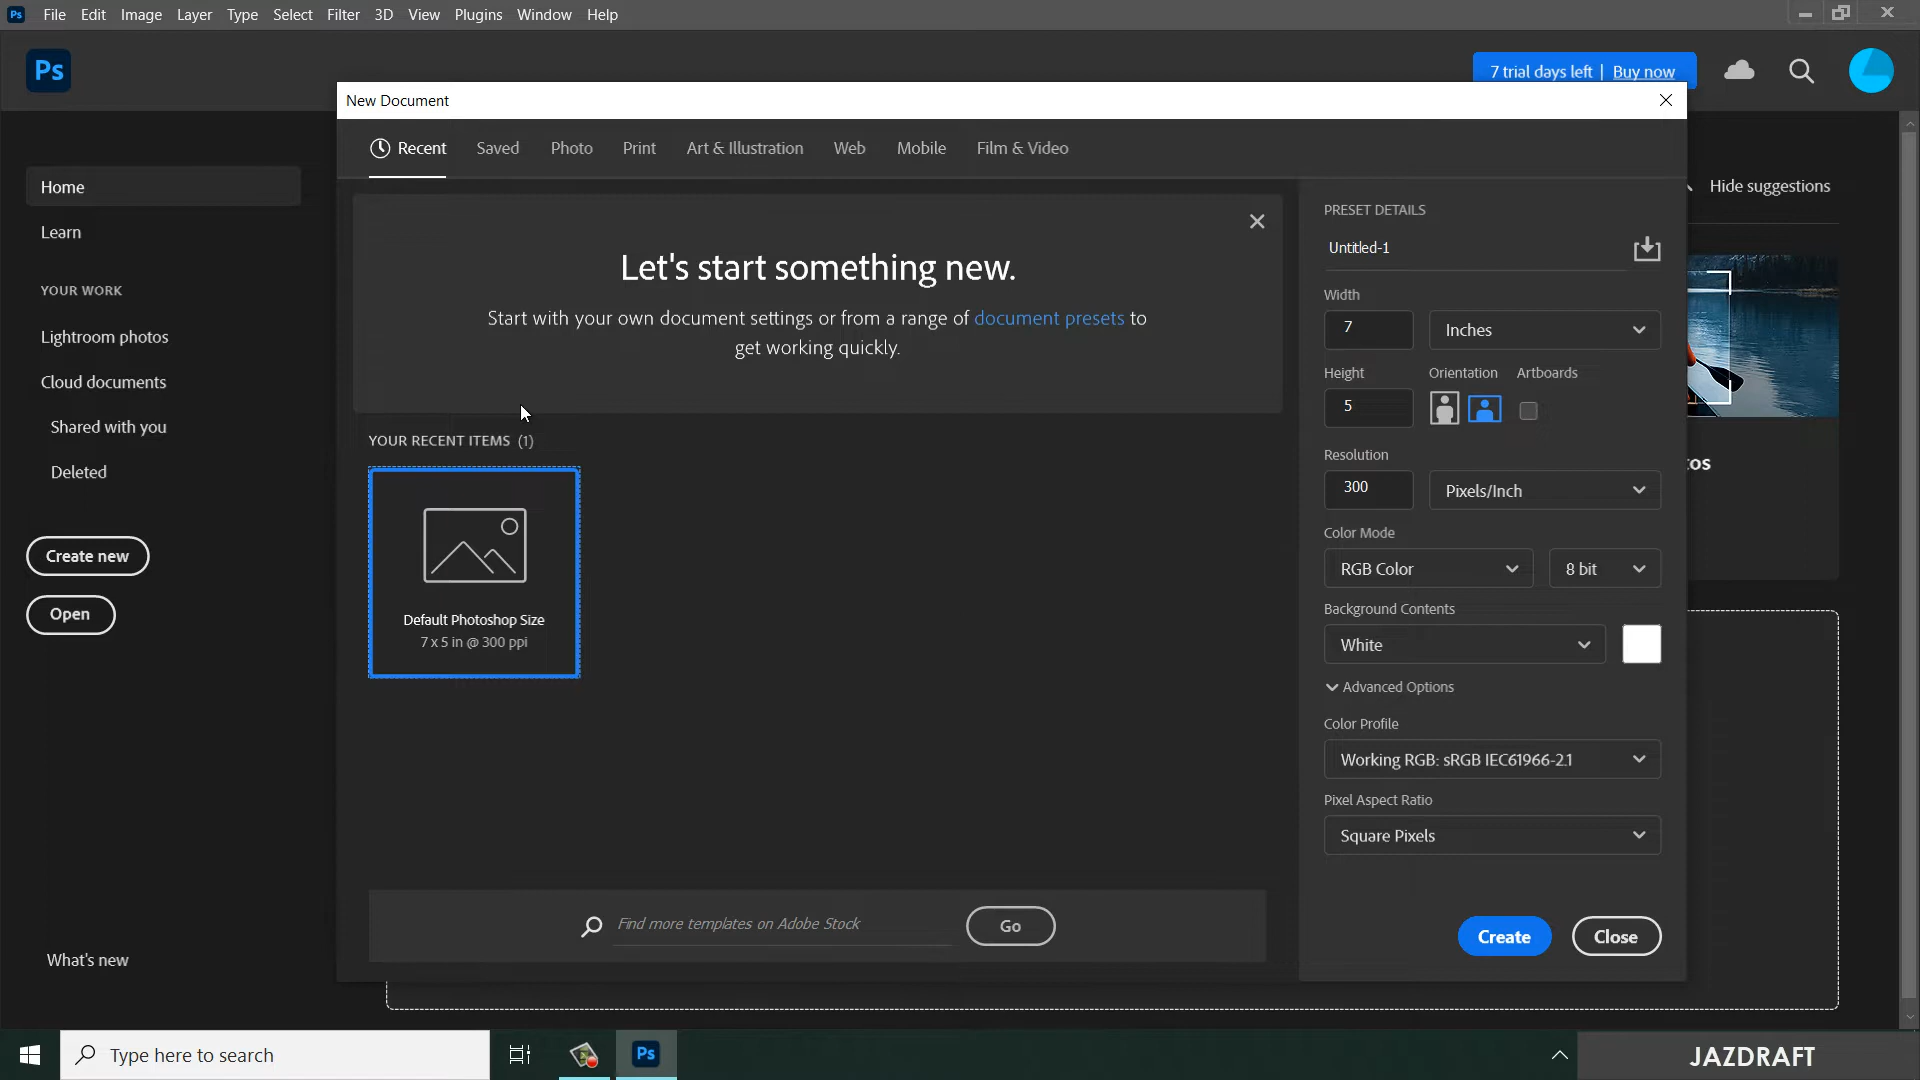 Ps File Edit Image Layer Type Select Filter 3D View Plugins Window Help
Ps
7 trial days left | Buy now
New Document
Recent Saved Photo Print Art & Illustration Web Mobile Film & Video
Home
Learn
YOUR WORK
Lightroom photos
Cloud documents
Shared with you
Deleted
Create new
Open
What's new
Let's start something new.
Start with your own document settings or from a range of document presets to
get working quickly.
YOUR RECENT ITEMS (1)
Default Photoshop Size
7 x 5 in @ 300 ppi
Find more templates on Adobe Stock
Go
PRESET DETAILS
Untitled-1
Width
7 Inches
Height Orientation Artboards
5
Resolution
300 Pixels/Inch
Color Mode
RGB Color 8 bit
Background Contents
White
Advanced Options
Color Profile
Working RGB: sRGB IEC61966-2.1
Pixel Aspect Ratio
Square Pixels
Create Close
Hide suggestions
Type here to search
Ps
JAZDRAFT